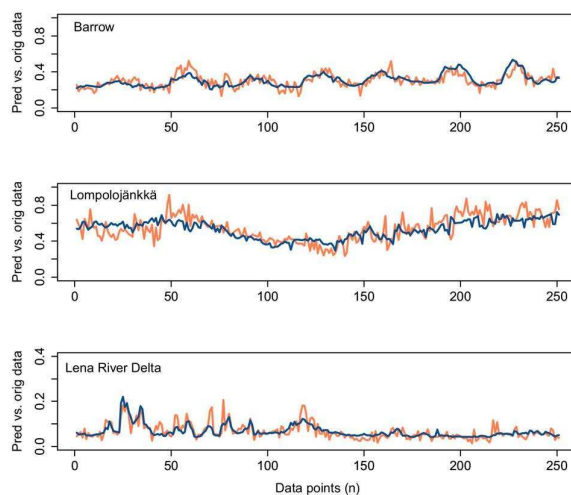 Barrow
Pred vs. orig data
0.0 0.4 0.8
0 50 100 150 200 250
Lompolojänkkä
Pred vs. orig data
0.0 0.4 0.8
0 50 100 150 200 250
Lena River Delta
Pred vs. orig data
0.0 0.2 0.4
0 50 100 150 200 250
Data points (n)